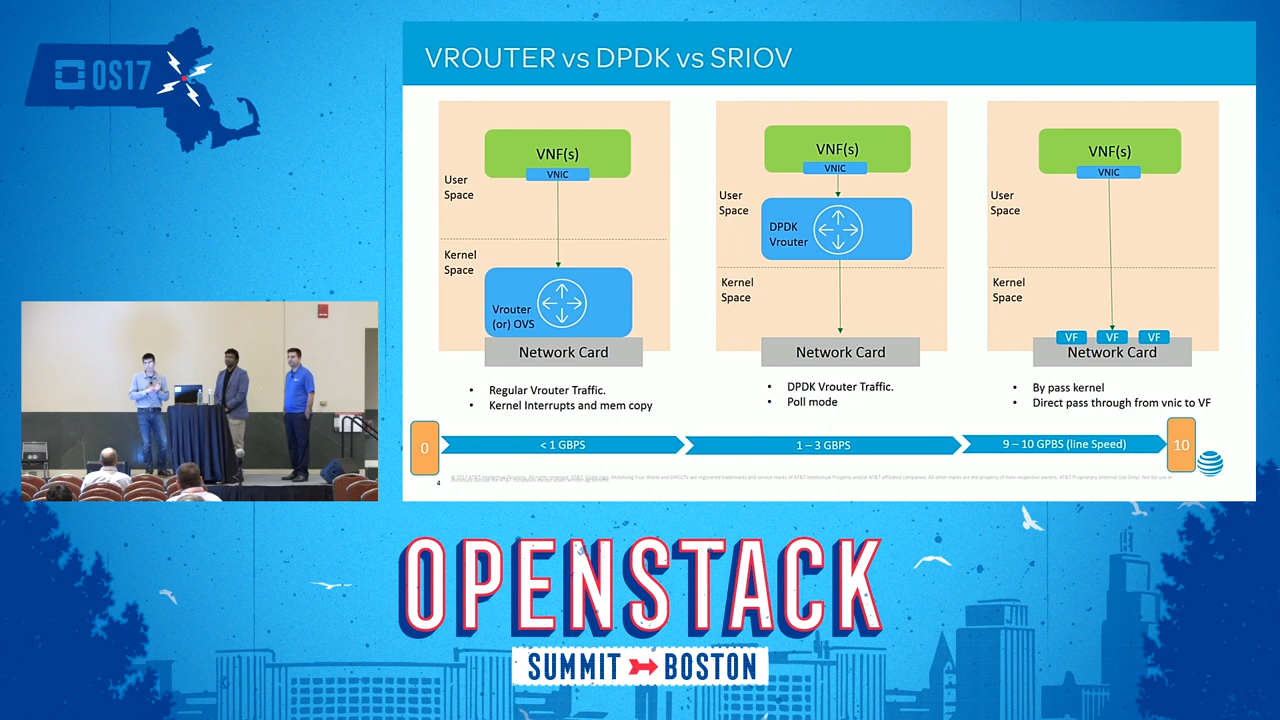 OS17
VROUTER vs DPDK vs SRIOV
VNF(s)
VNIC
User
Space
Kernel
Space
Vrouter
(or) OVS
Network Card
• Regular Vrouter Traffic.
• Kernel Interrupts and mem copy
VNF(s)
VNIC
User
Space
DPDK
Vrouter
Kernel
Space
Network Card
• DPDK Vrouter Traffic.
• Poll mode
VNF(s)
VNIC
User
Space
Kernel
Space
VF
VF
VF
Network Card
• By pass kernel
• Direct pass through from vnic to VF
0
< 1 GBPS
1 – 3 GBPS
9 – 10 GPBS (line Speed)
10
4
OPENSTACK
SUMMIT BOSTON